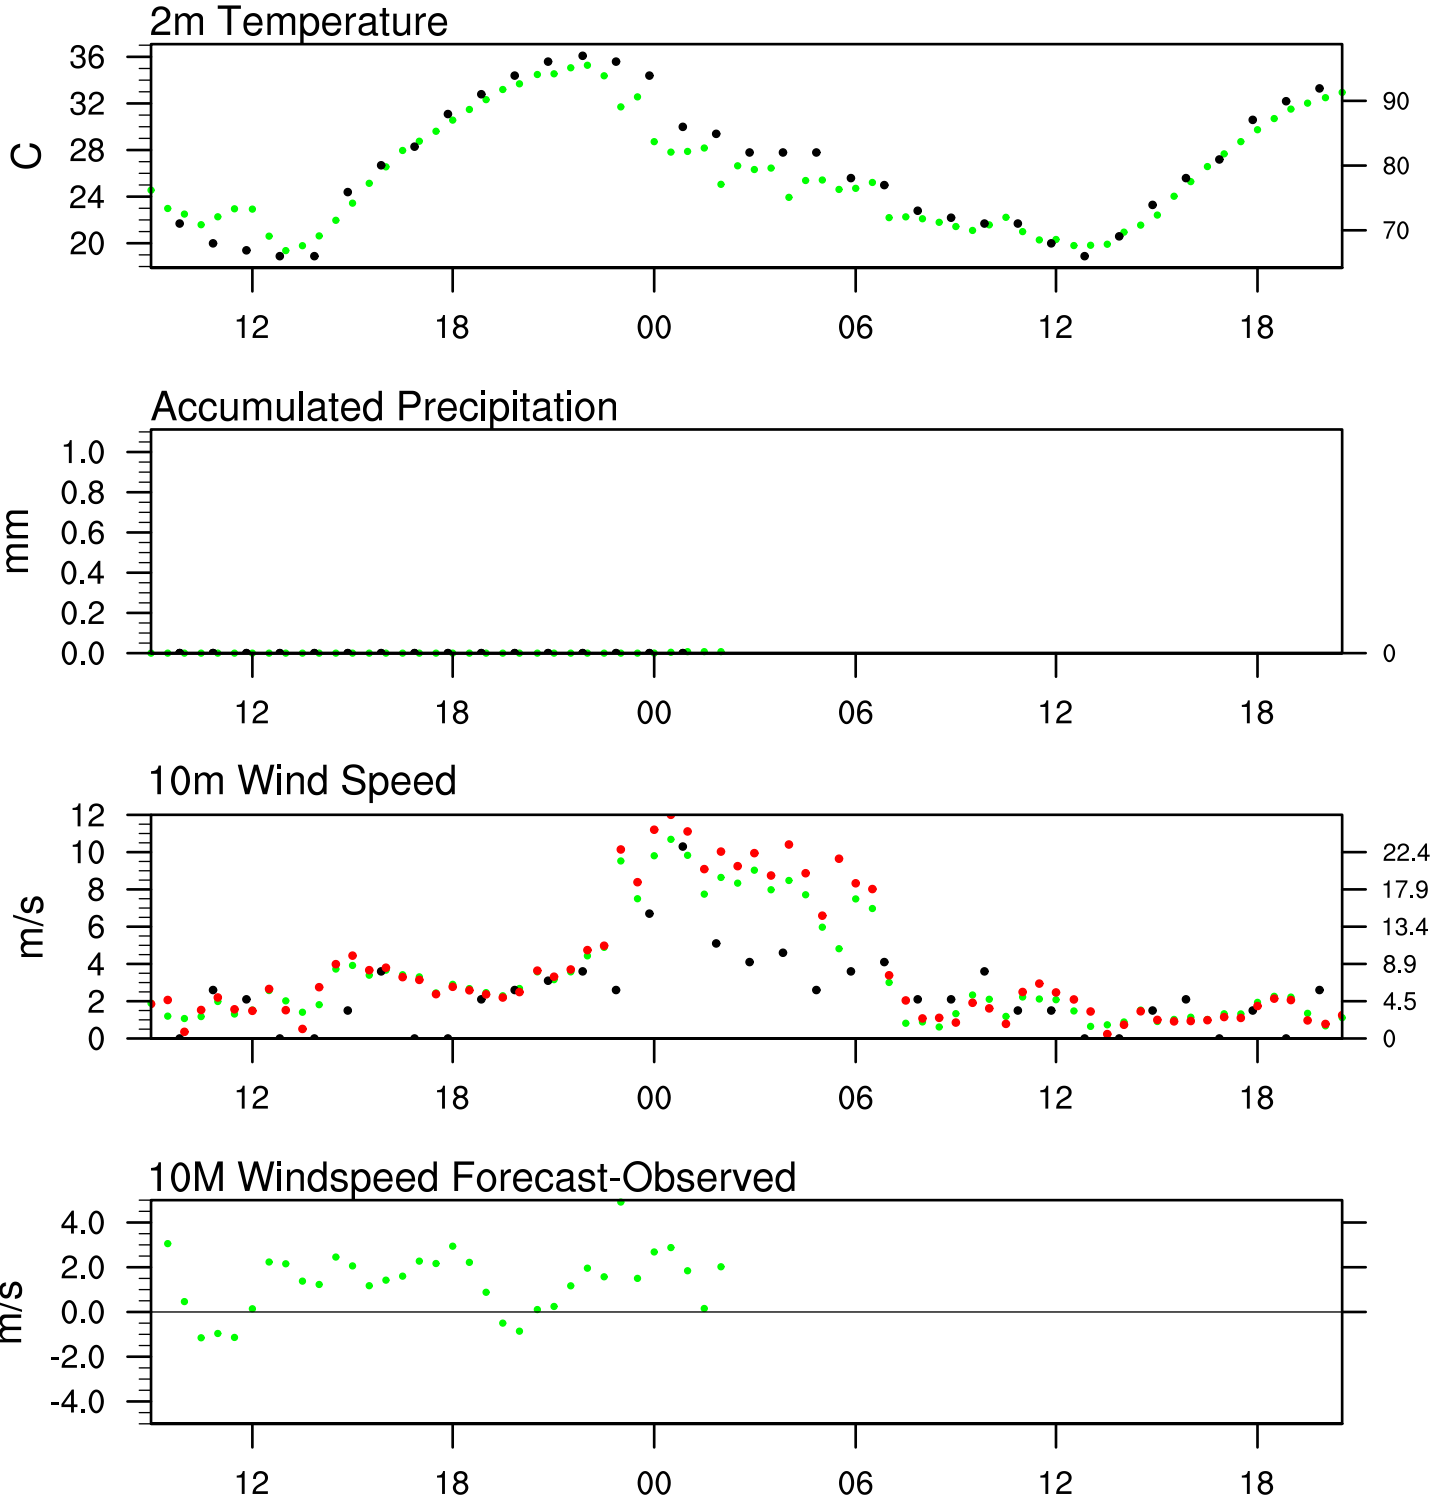 2m Temperature
36
32
28
24
20
C
90
80
70
12 18 00 06 12 18
Accumulated Precipitation
1.0
0.8
0.6
0.4
0.2
0.0
mm
0
12 18 00 06 12 18
10m Wind Speed
12
10
8
6
4
2
0
m/s
22.4
17.9
13.4
8.9
4.5
0
12 18 00 06 12 18
10M Windspeed Forecast-Observed
4.0
2.0
0.0
-2.0
-4.0
m/s
12 18 00 06 12 18